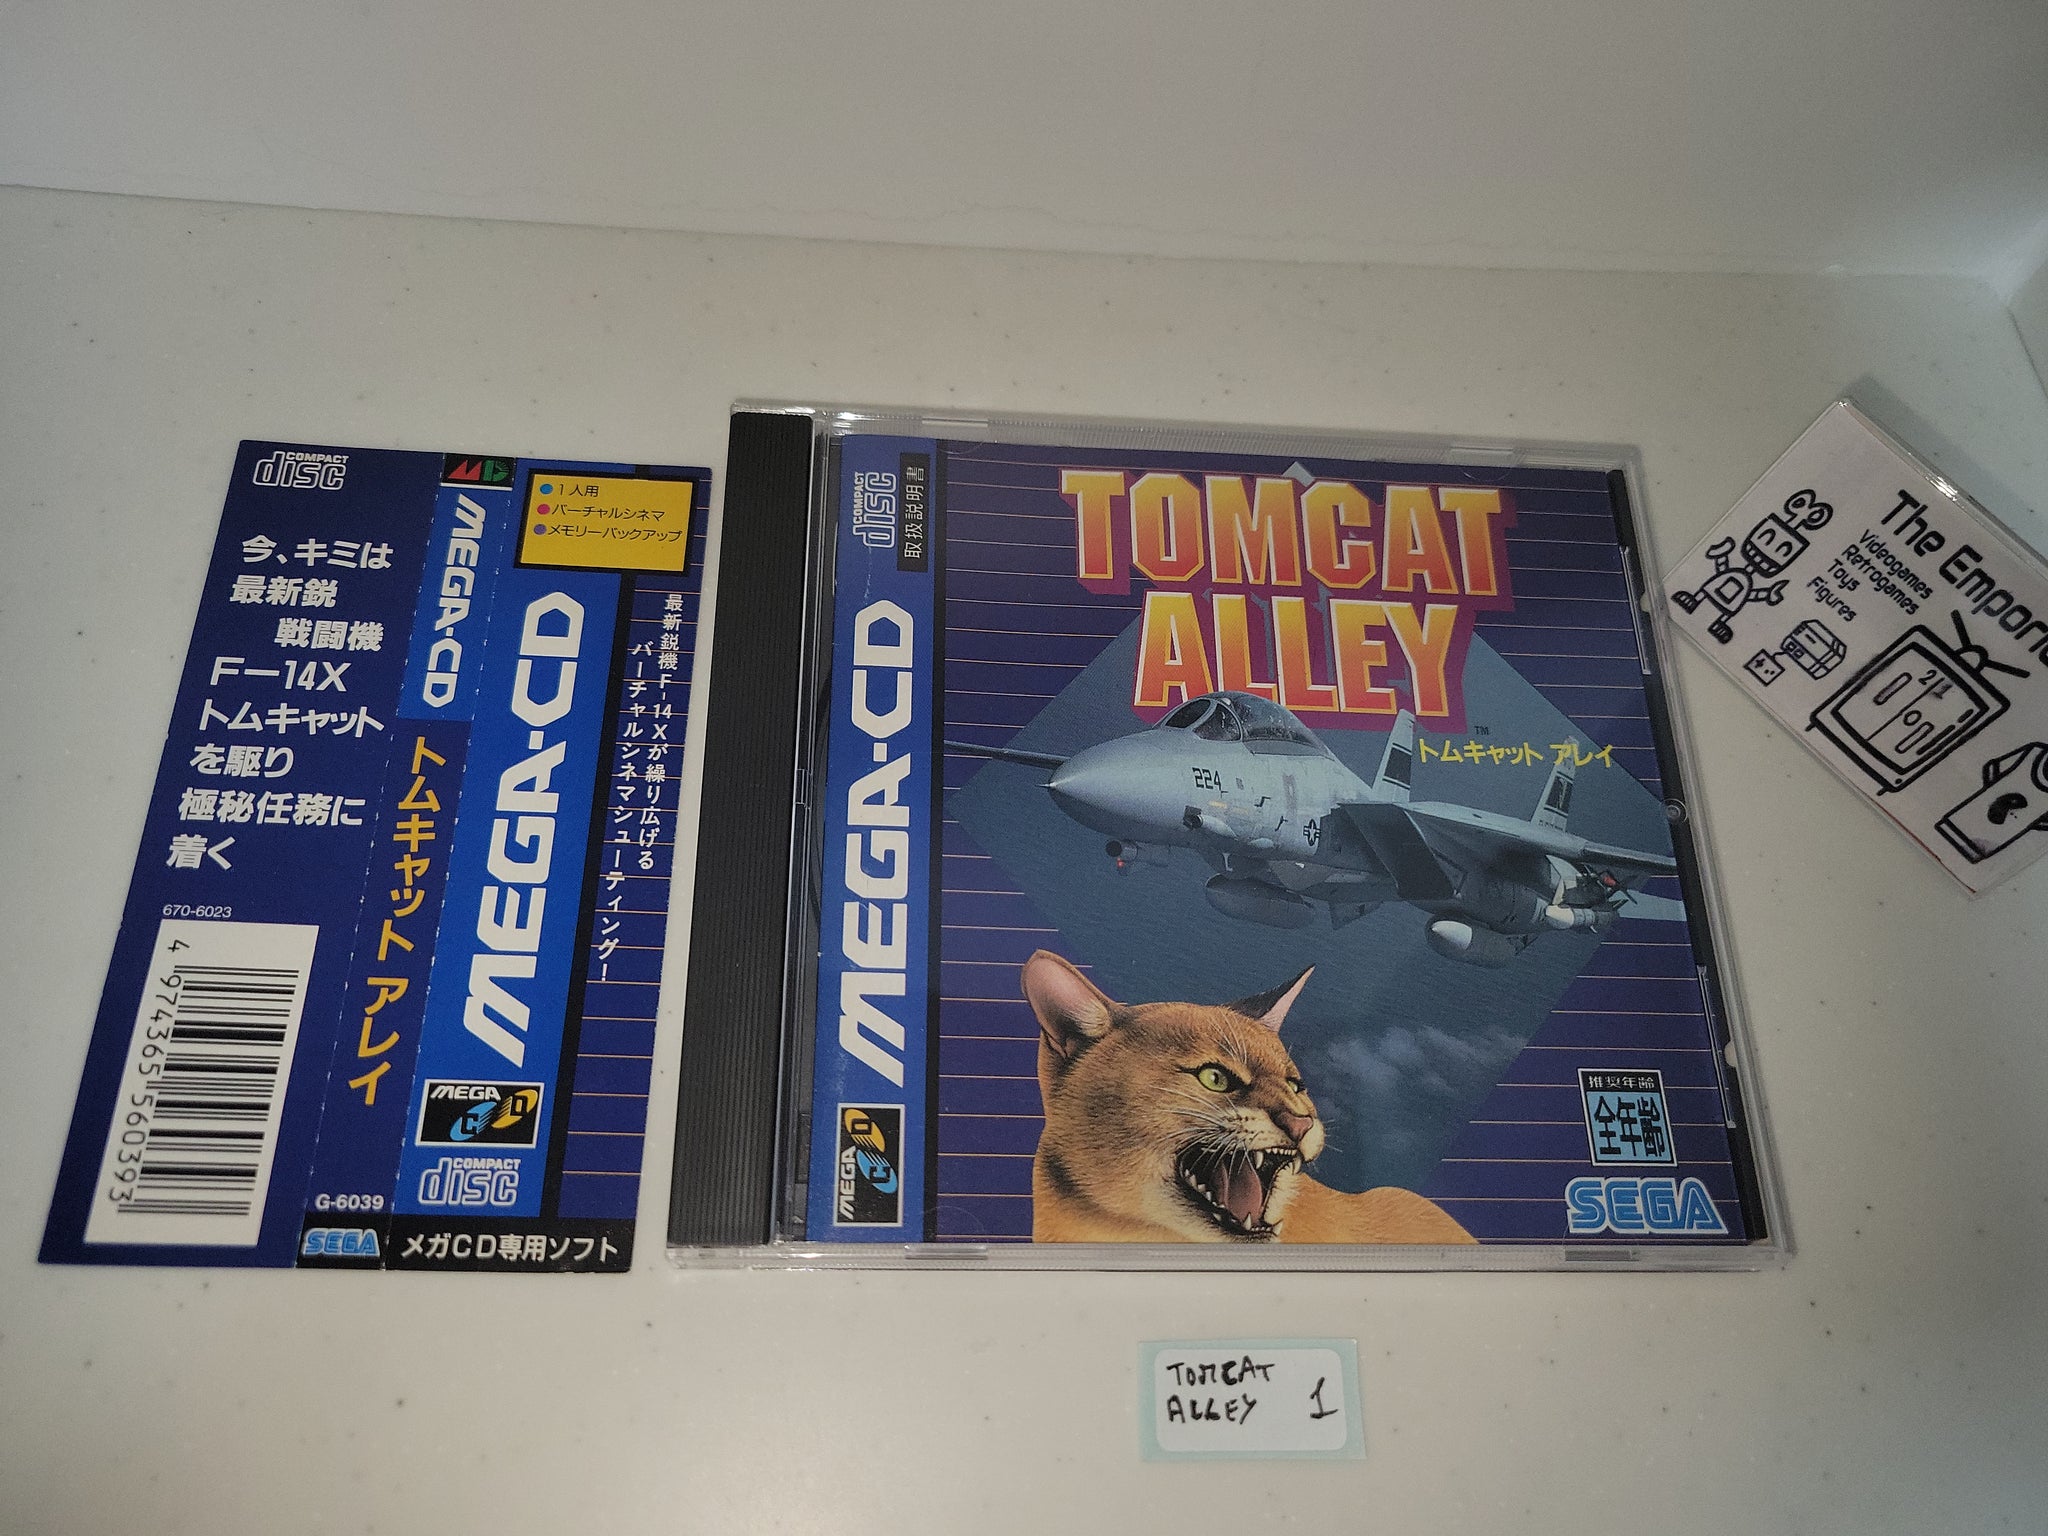 COMPACT
disc
今、キミは
最新鋭
戦闘機
F-14X
トムキャット
を駆り
極秘任務に
着く
670-6023
4 974365 560393
MD
MEGA-CD
トムキャット アレイ
G-6039
SEGA
1人用
バーチャルシネマ
メモリーバックアップ
MEGA-CD
MEGA CD
COMPACT
disc
メガCD専用ソフト
最新鋭機F-14Xが繰り広げる
バーチャルシネマシューティング!
COMPACT
disc
取扱説明書
MEGA-CD
MEGA CD
TOMCAT
ALLEY
TM
トムキャット アレイ
224
推奨年齢
全年齢
SEGA
The Empori
Videogames
Retrogames
Toys
Figures
21
TOMCAT
ALLEY 1